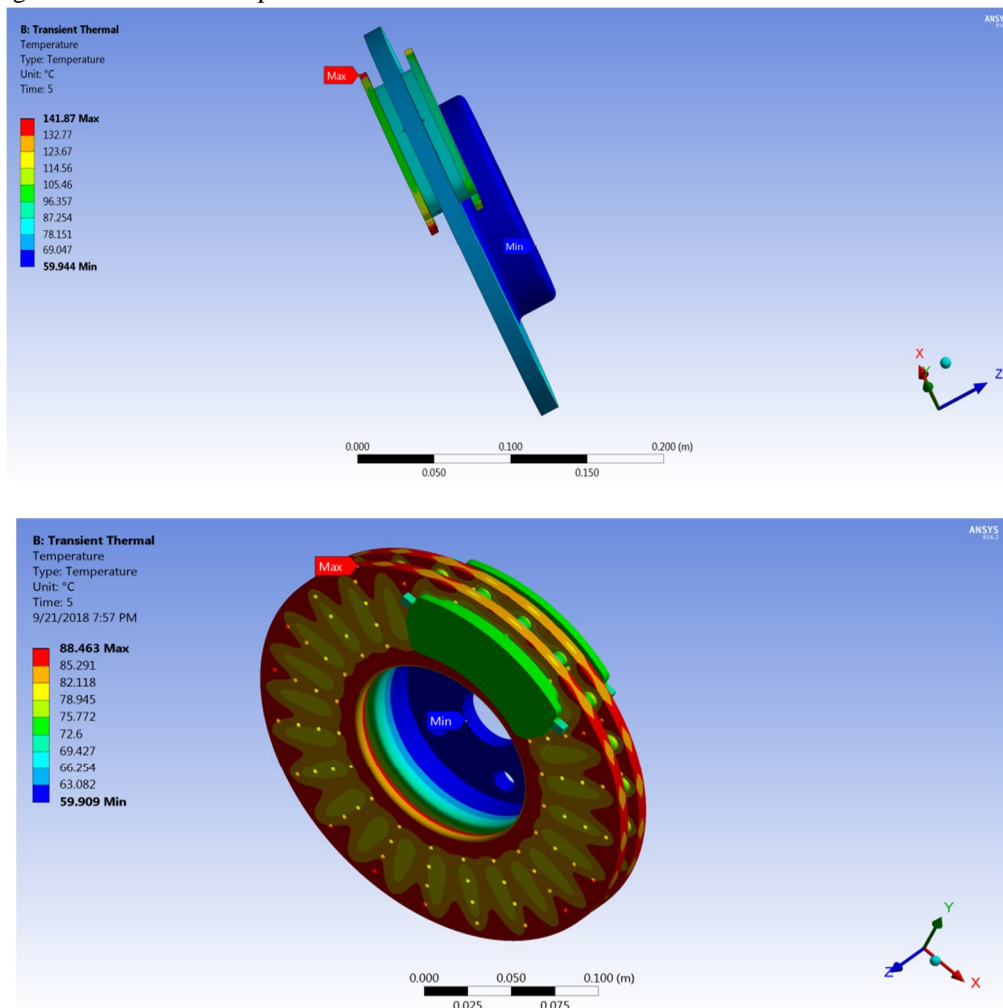 B: Transient Thermal
Temperature
Type: Temperature
Unit: °C
Time: 5
141.87 Max
132.77
123.67
114.56
105.46
96.357
87.254
78.151
69.047
59.944 Min
Max
Min
X
Z
0.000 0.100 0.200 (m)
0.050 0.150
B: Transient Thermal
Temperature
Type: Temperature
Unit: °C
Time: 5
9/21/2018 7:57 PM
ANSYS
R16.2
88.463 Max
85.291
82.118
78.945
75.772
72.6
69.427
66.254
63.082
59.909 Min
Max
Min
Y
Z
X
0.000 0.050 0.100 (m)
0.025 0.075